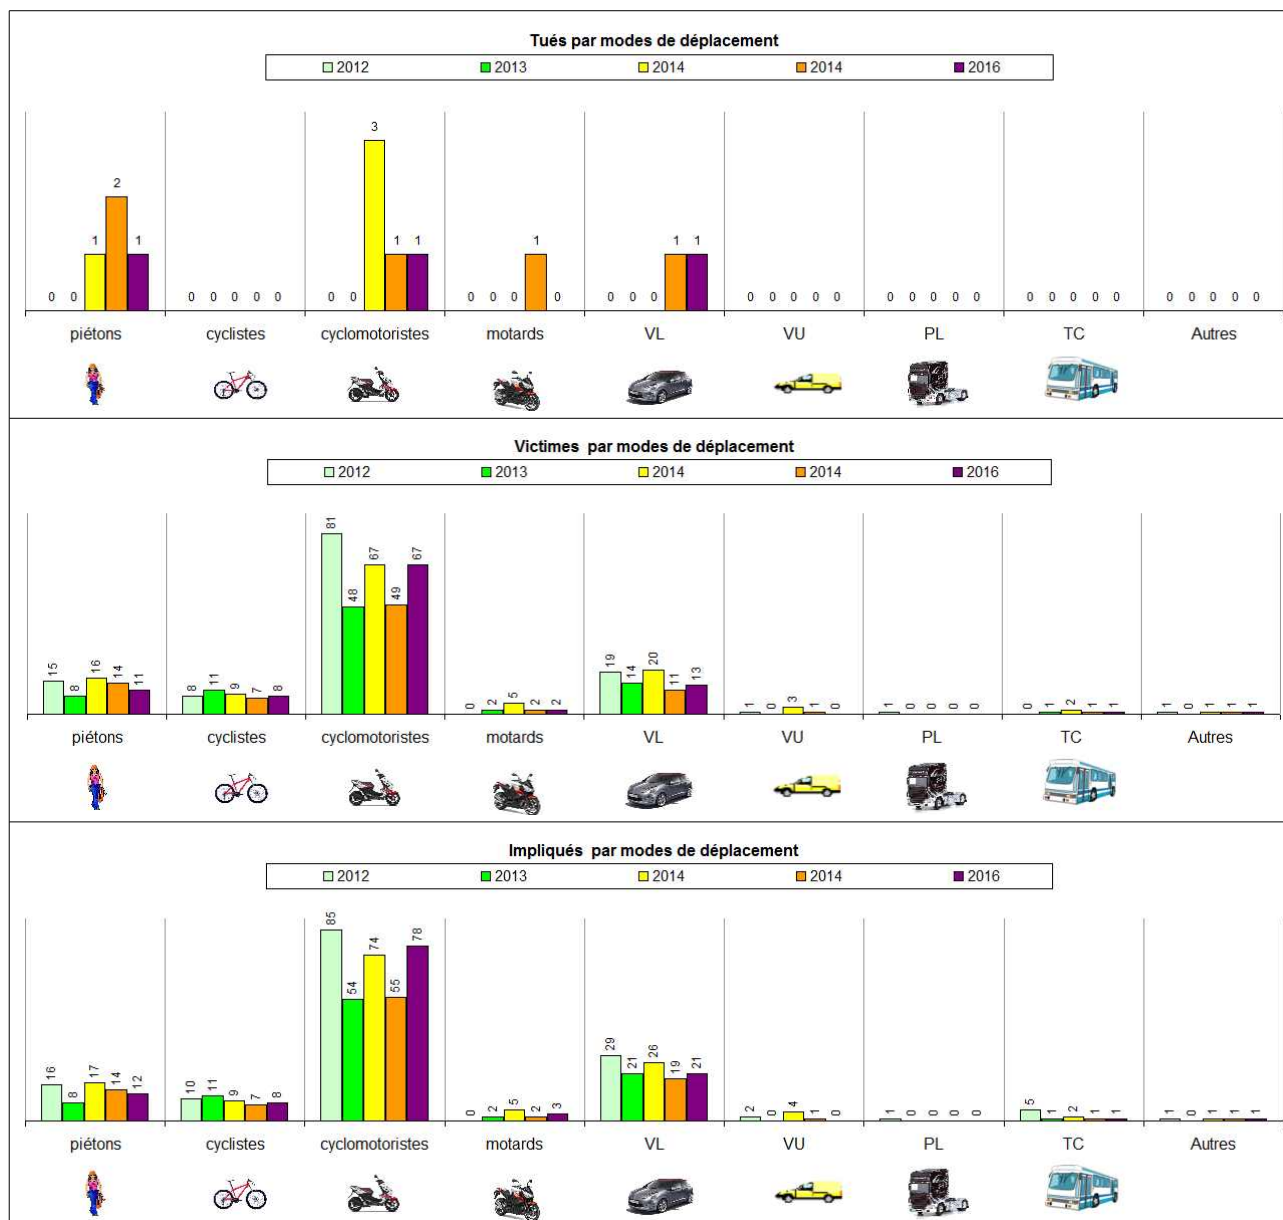 Tués par modes de déplacement
2012 2013 2014 2014 2016
3
2
1 1 1 1 1 1 1
0 0 0 0 0 0 0 0 0 0 0 0 0 0 0 0 0 0 0 0 0 0 0 0 0 0 0 0 0 0 0 0 0 0 0 0
piétons cyclistes cyclomotoristes motards VL VU PL TC Autres
Victimes par modes de déplacement
2012 2013 2014 2014 2016
15 8 16 14 11 8 11 9 7 8 81 48 67 49 67 0 2 5 2 2 19 14 20 11 13 1 0 3 1 0 1 0 0 0 0 0 1 2 1 1 1 0 1 1 1
piétons cyclistes cyclomotoristes motards VL VU PL TC Autres
Impliqués par modes de déplacement
2012 2013 2014 2014 2016
16 8 17 14 12 10 11 9 7 8 85 54 74 55 78 0 2 5 2 3 29 21 26 19 21 2 0 4 1 0 1 0 0 0 0 5 1 2 1 1 1 0 1 1 1
piétons cyclistes cyclomotoristes motards VL VU PL TC Autres